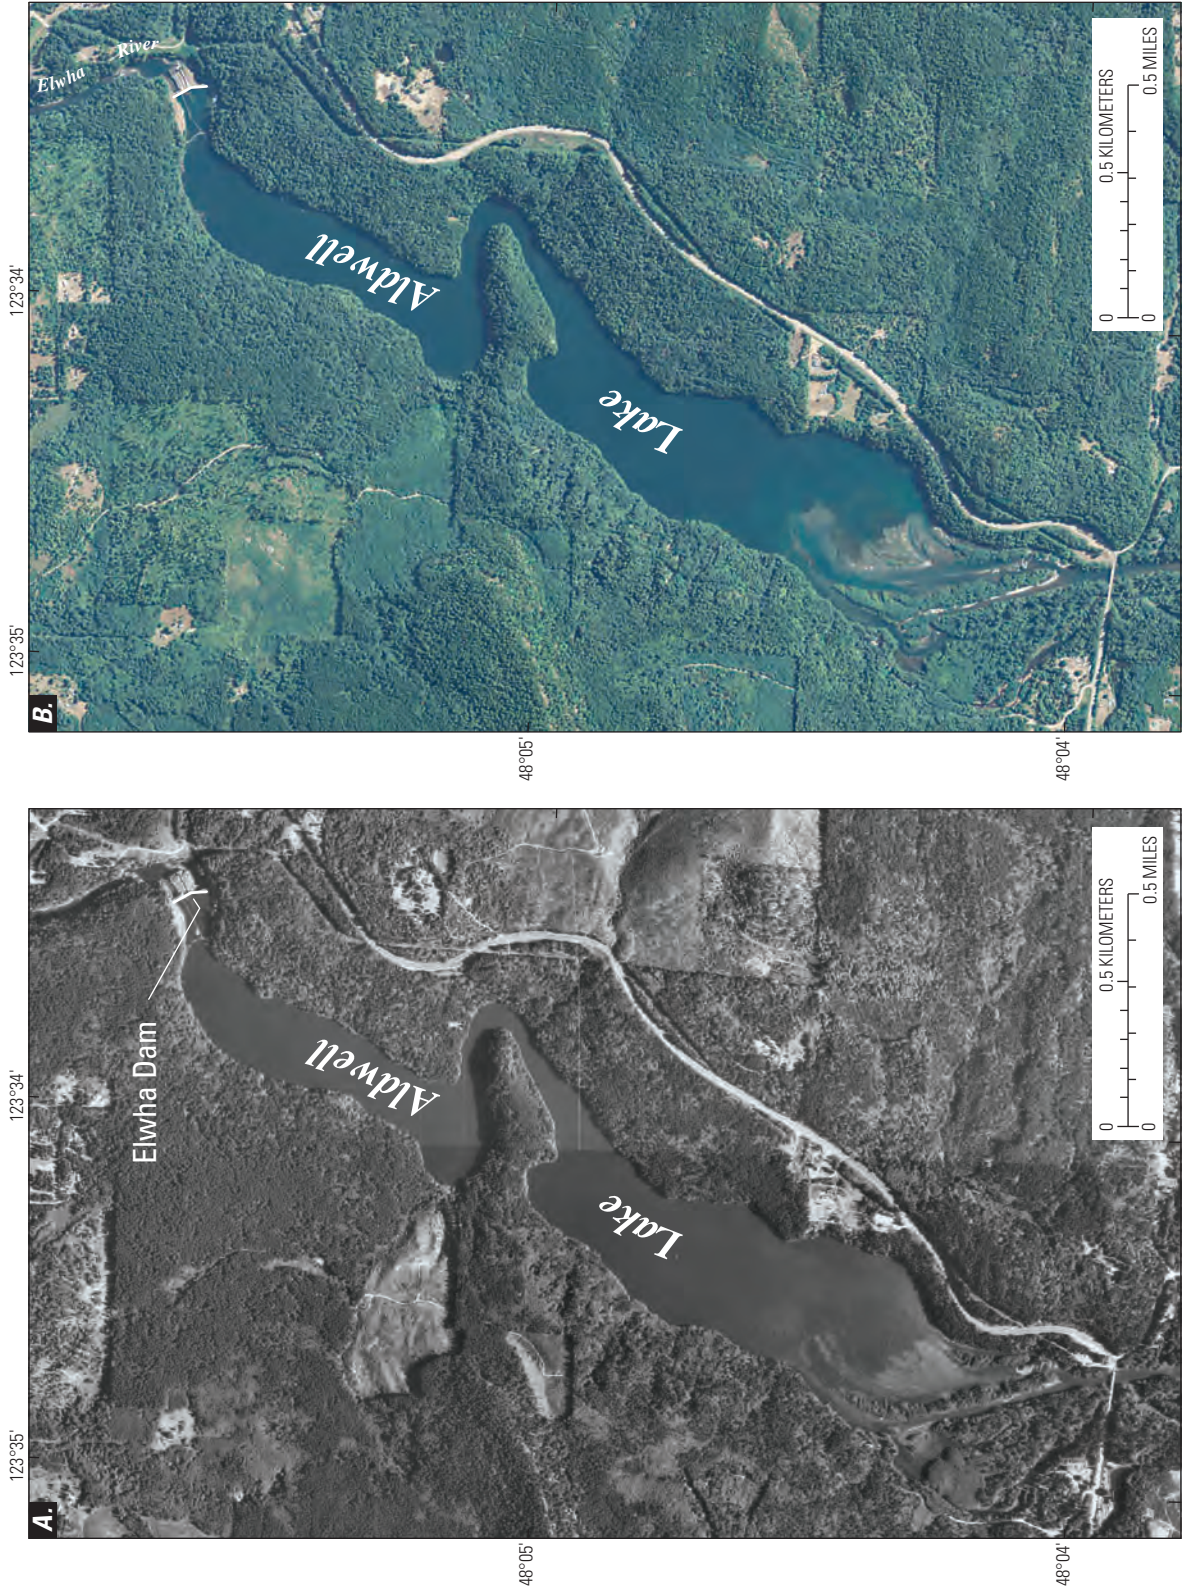 A.
123°35'
123°34'
Elwha Dam
Aldwell
Lake
48°05'
48°04'
0 0.5 KILOMETERS
0 0.5 MILES
B.
123°35'
123°34'
Elwha River
Aldwell
Lake
48°05'
48°04'
0 0.5 KILOMETERS
0 0.5 MILES